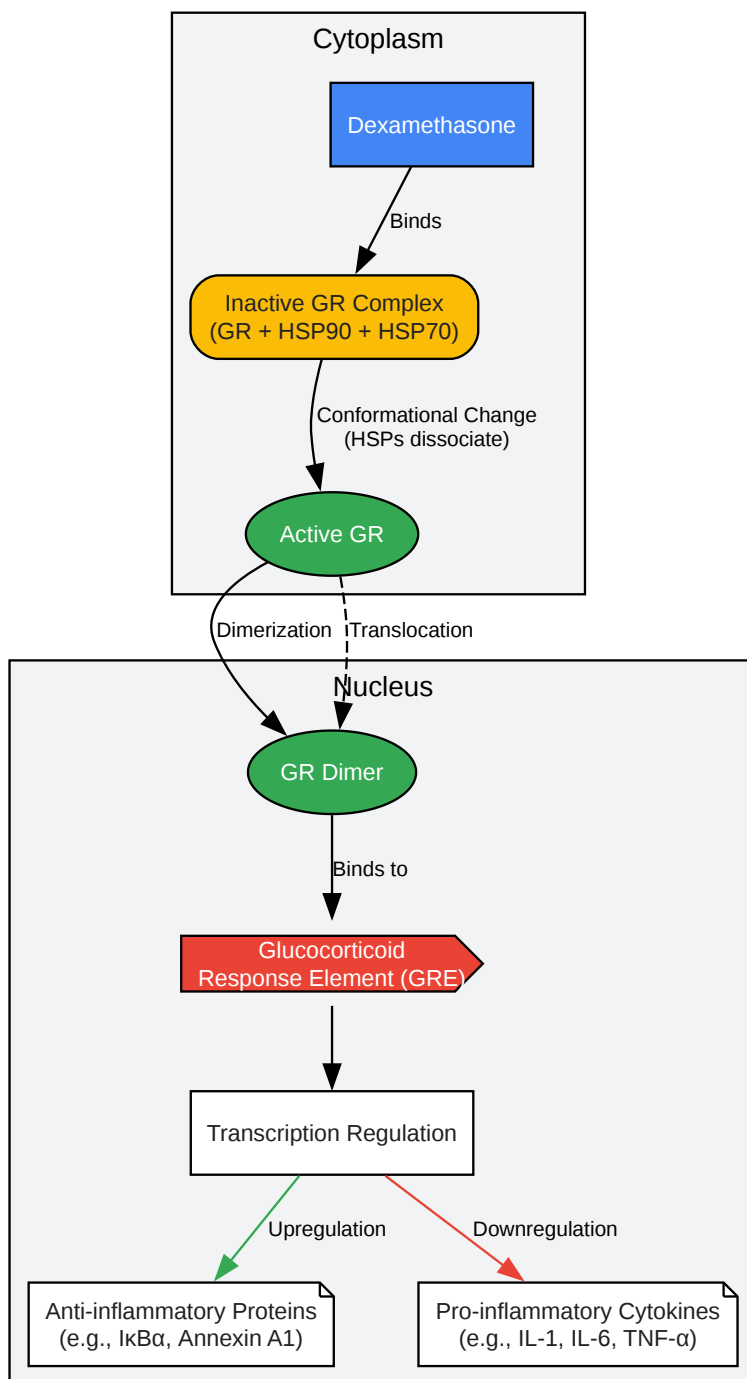 Cytoplasm
Dexamethasone
Binds
Inactive GR Complex
(GR + HSP90 + HSP70)
Conformational Change
(HSPs dissociate)
Active GR
Dimerization
Translocation
Nucleus
GR Dimer
Binds to
Glucocorticoid
Response Element (GRE)
Transcription Regulation
Upregulation
Downregulation
Anti-inflammatory Proteins
(e.g., IκBα, Annexin A1)
Pro-inflammatory Cytokines
(e.g., IL-1, IL-6, TNF-α)